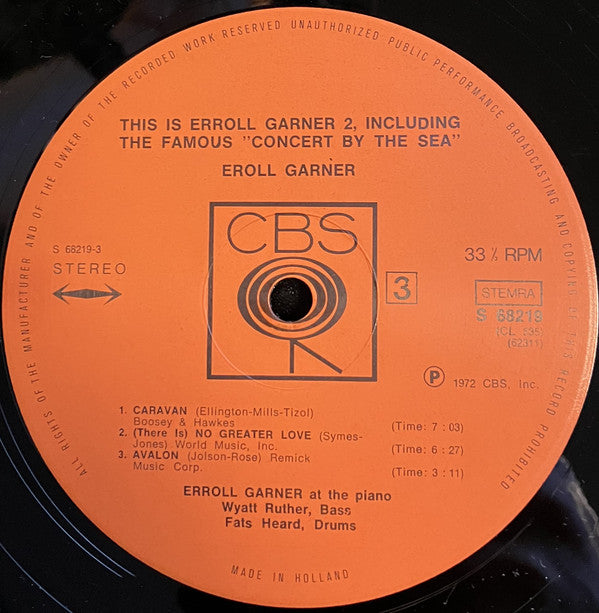 ALL RIGHTS OF THE MANUFACTURER AND OF THE OWNER OF THE RECORDED WORK RESERVED UNAUTHORIZED PUBLIC PERFORMANCE BROADCASTING AND COPYING OF THIS RECORD PROHIBITED
THIS IS ERROLL GARNER 2, INCLUDING
THE FAMOUS "CONCERT BY THE SEA"
EROLL GARNER
CBS
S 68219-3
STEREO
33 ⅓ RPM
3
STEMRA
S 68219
(CL 535)
(62311)
P 1972 CBS, Inc.
1. CARAVAN (Ellington-Mills-Tizol)
Boosey & Hawkes (Time: 7 : 03)
2. (There Is) NO GREATER LOVE (Symes-
Jones) World Music, Inc. (Time: 6 : 27)
3. AVALON (Jolson-Rose) Remick
Music Corp. (Time: 3 : 11)
ERROLL GARNER at the piano
Wyatt Ruther, Bass
Fats Heard, Drums
MADE IN HOLLAND